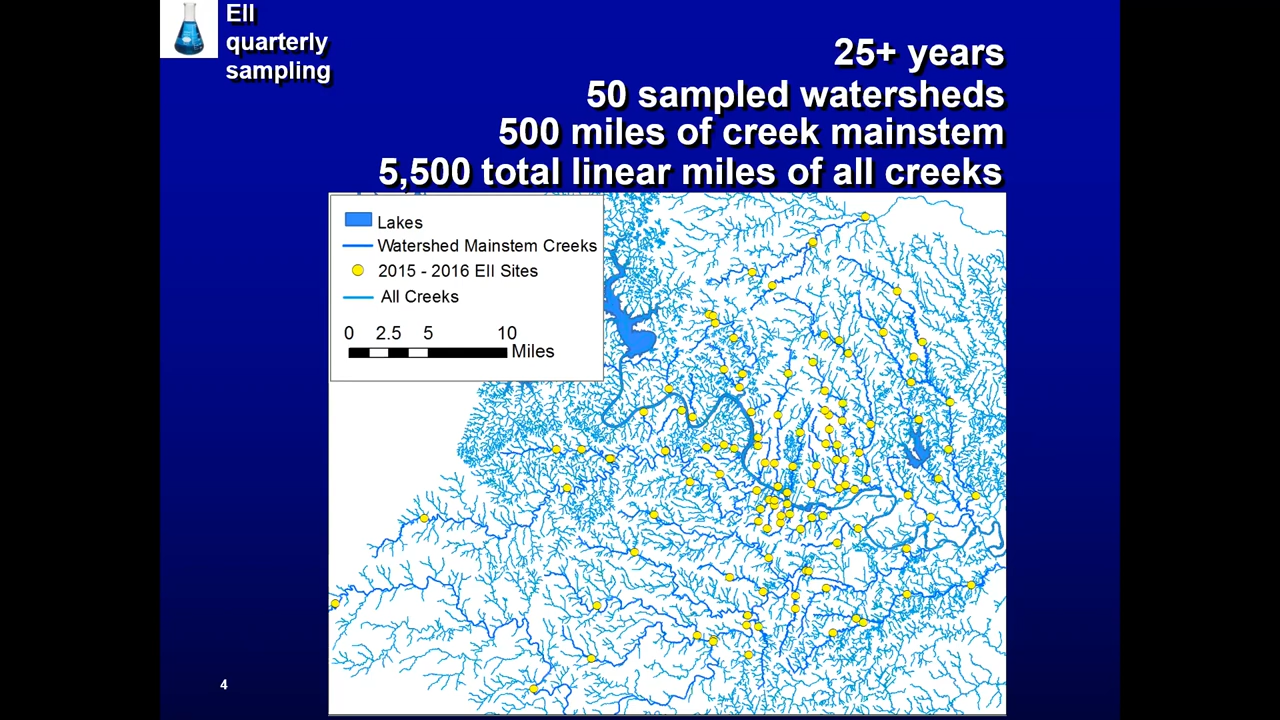 EII
quarterly
sampling
25+ years
50 sampled watersheds
500 miles of creek mainstem
5,500 total linear miles of all creeks
Lakes
Watershed Mainstem Creeks
2015 - 2016 EII Sites
All Creeks
0 2.5 5 10
Miles
4